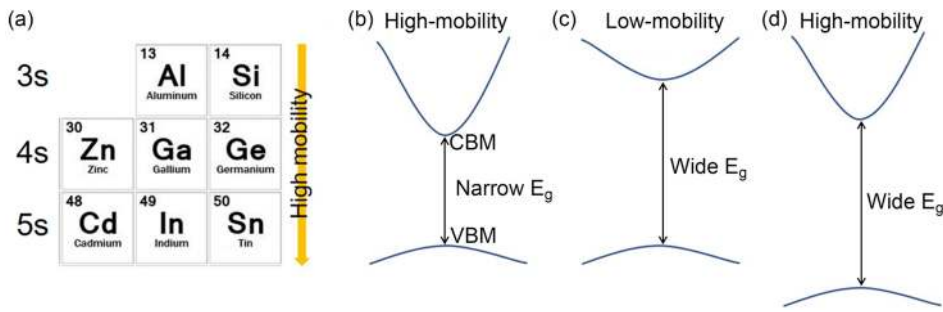 (a)
3s
13
Al
Aluminum
14
Si
Silicon
4s
30
Zn
Zinc
31
Ga
Gallium
32
Ge
Germanium
5s
48
Cd
Cadmium
49
In
Indium
50
Sn
Tin
High mobility
(b)
High-mobility
CBM
Narrow Eg
VBM
(c)
Low-mobility
Wide Eg
(d)
High-mobility
Wide Eg